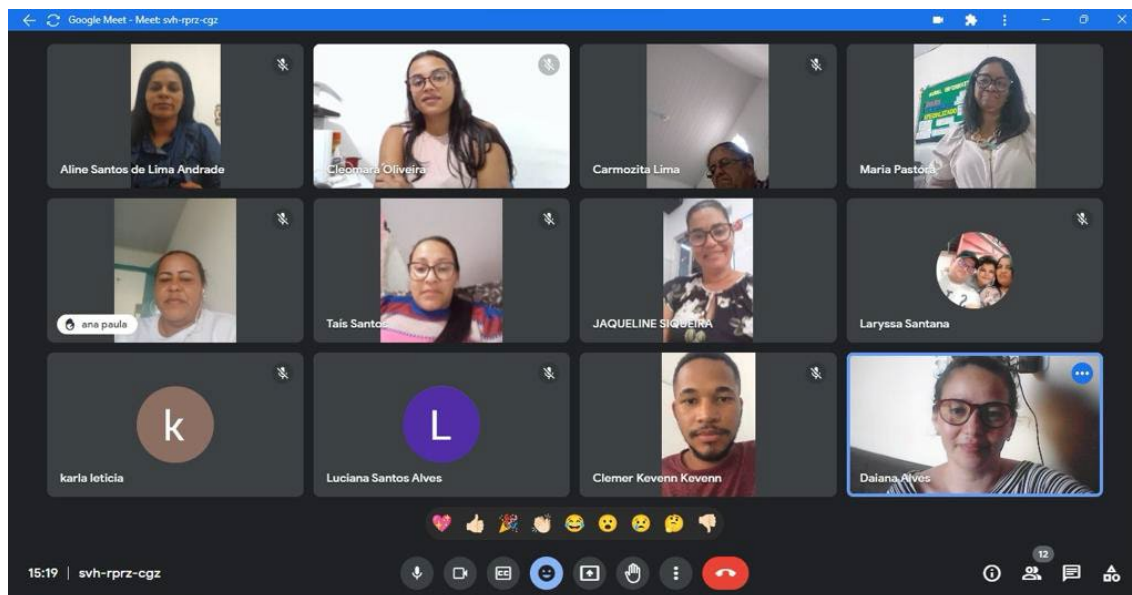 Google Meet - Meet: svh-rprz-cgz
Aline Santos de Lima Andrade
Cleomara Oliveira
Carmozita Lima
Maria Pastora
ana paula
Taís Santos
JAQUELINE SIQUEIRA
Laryssa Santana
k
karla leticia
L
Luciana Santos Alves
Clemer Kevenn Kevenn
Daiana Alves
15:19 | svh-rprz-cgz
CC
12